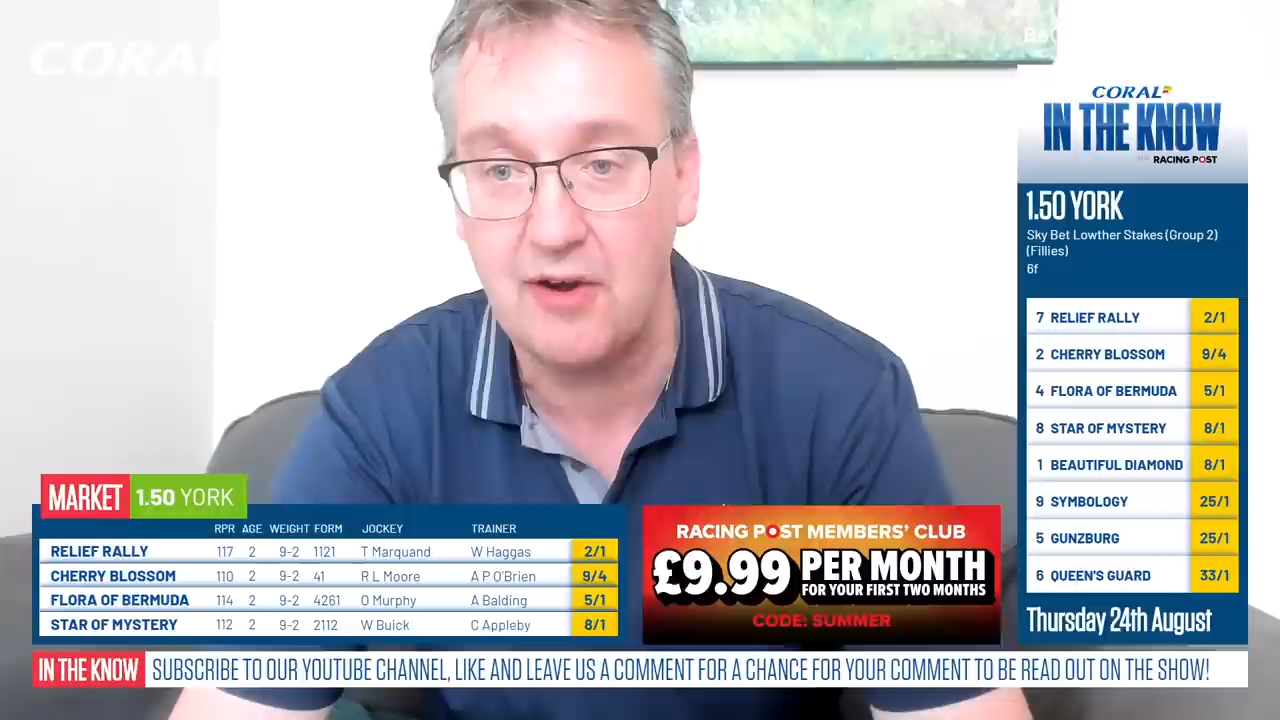 CORAL
CORAL
IN THE KNOW
RACING POST
1.50 YORK
Sky Bet Lowther Stakes (Group 2)
(Fillies)
6f
7 RELIEF RALLY 2/1
2 CHERRY BLOSSOM 9/4
4 FLORA OF BERMUDA 5/1
8 STAR OF MYSTERY 8/1
1 BEAUTIFUL DIAMOND 8/1
9 SYMBOLOGY 25/1
5 GUNZBURG 25/1
6 QUEEN'S GUARD 33/1
Thursday 24th August
MARKET 1.50 YORK
RPR AGE WEIGHT FORM JOCKEY TRAINER
RELIEF RALLY 117 2 9-2 1121 T Marquand W Haggas 2/1
CHERRY BLOSSOM 110 2 9-2 41 R L Moore A P O'Brien 9/4
FLORA OF BERMUDA 114 2 9-2 4261 O Murphy A Balding 5/1
STAR OF MYSTERY 112 2 9-2 2112 W Buick C Appleby 8/1
RACING POST MEMBERS' CLUB
£9.99 PER MONTH
FOR YOUR FIRST TWO MONTHS
CODE: SUMMER
IN THE KNOW SUBSCRIBE TO OUR YOUTUBE CHANNEL, LIKE AND LEAVE US A COMMENT FOR A CHANCE FOR YOUR COMMENT TO BE READ OUT ON THE SHOW!